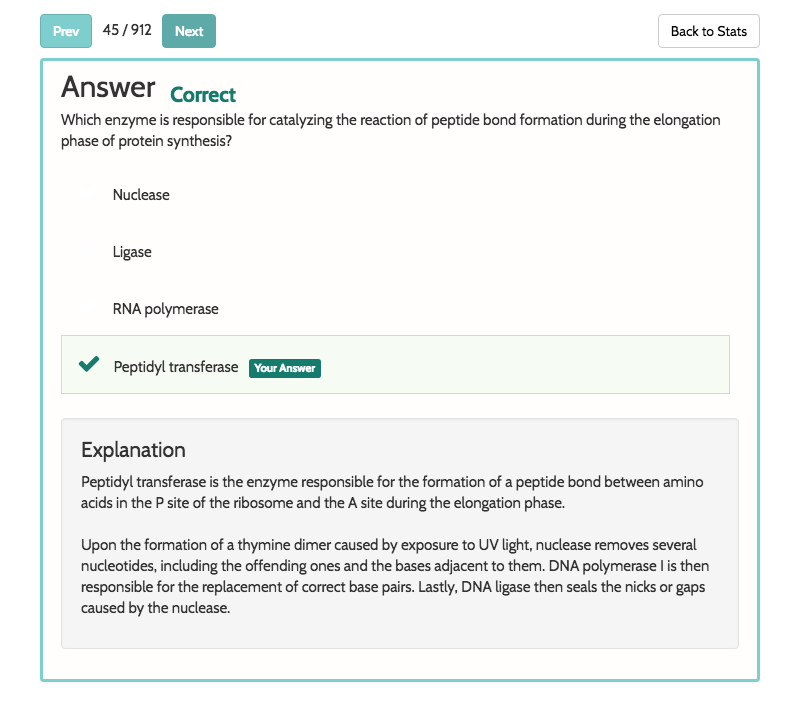 Prev 45 / 912 Next Back to Stats
Answer Correct
Which enzyme is responsible for catalyzing the reaction of peptide bond formation during the elongation
phase of protein synthesis?
Nuclease
Ligase
RNA polymerase
Peptidyl transferase Your Answer
Explanation
Peptidyl transferase is the enzyme responsible for the formation of a peptide bond between amino
acids in the P site of the ribosome and the A site during the elongation phase.
Upon the formation of a thymine dimer caused by exposure to UV light, nuclease removes several
nucleotides, including the offending ones and the bases adjacent to them. DNA polymerase I is then
responsible for the replacement of correct base pairs. Lastly, DNA ligase then seals the nicks or gaps
caused by the nuclease.